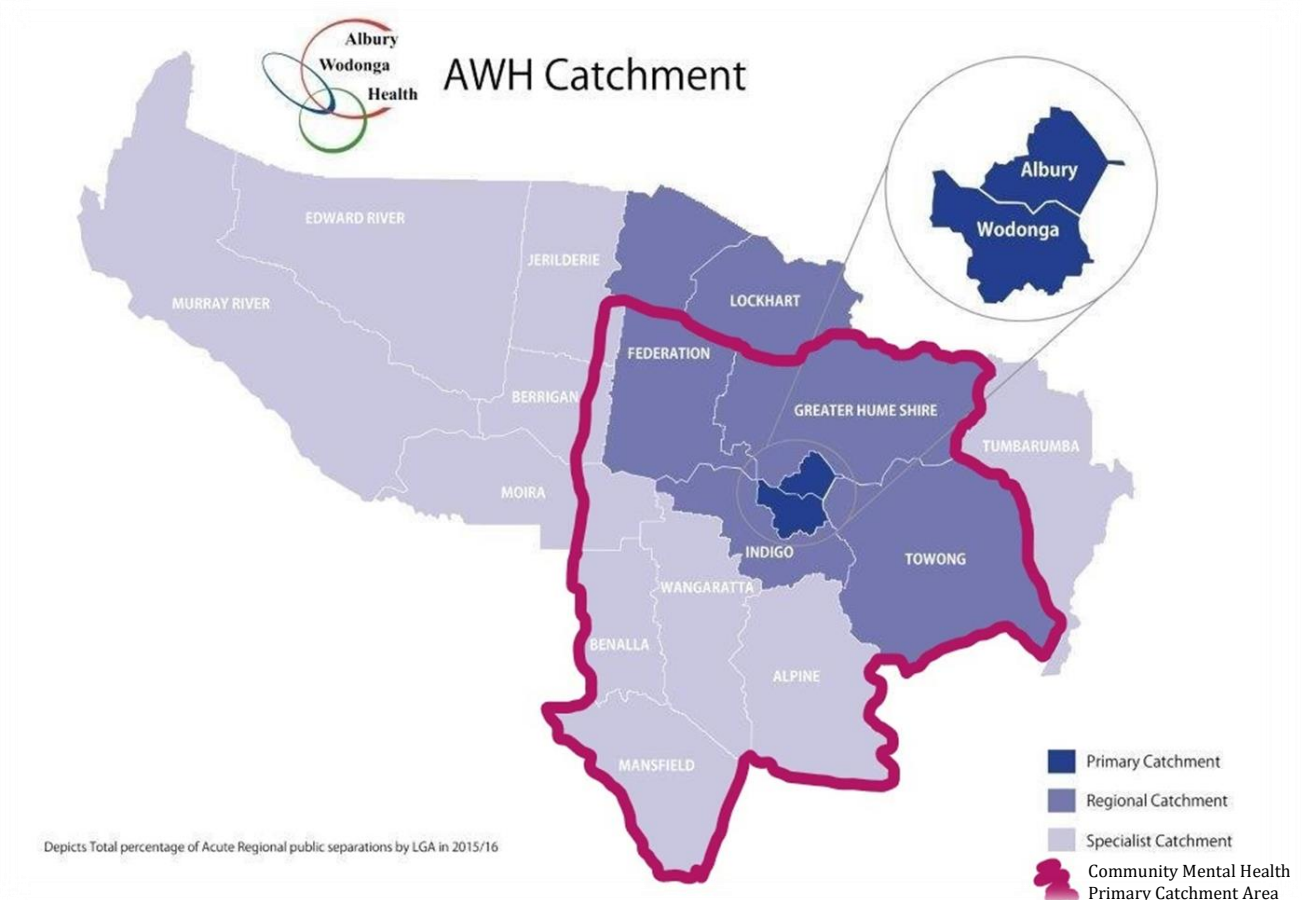 Albury
Wodonga
Health
AWH Catchment
Albury
Wodonga
EDWARD RIVER
JERILDERIE
MURRAY RIVER
LOCKHART
FEDERATION
BERRIGAN
GREATER HUME SHIRE
TUMBARUMBA
MOIRA
INDIGO
TOWONG
WANGARATTA
BENALLA
ALPINE
MANSFIELD
Primary Catchment
Regional Catchment
Specialist Catchment
Community Mental Health
Primary Catchment Area
Depicts Total percentage of Acute Regional public separations by LGA in 2015/16